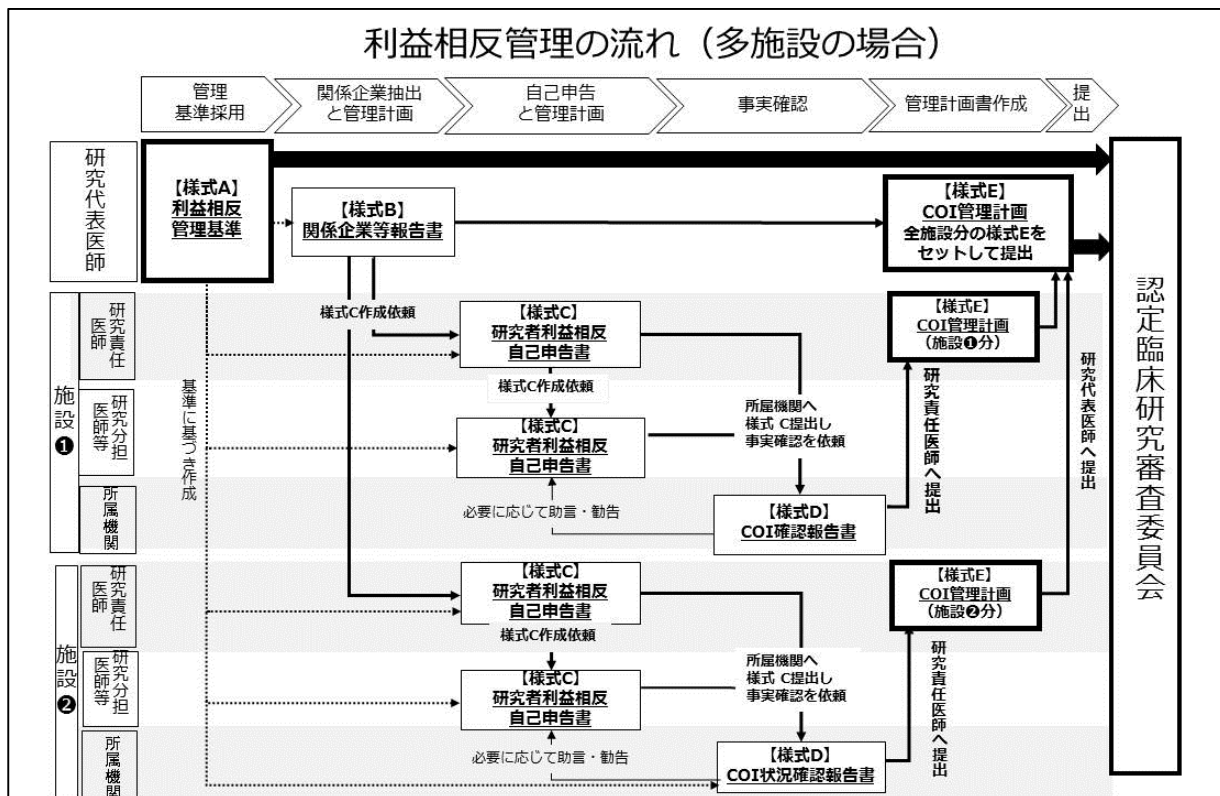 利益相反管理の流れ（多施設の場合）
管理
基準採用
関係企業抽出
と管理計画
自己申告
と管理計画
事実確認
管理計画書作成
提
出
研究代表医師
【様式A】
利益相反
管理基準
【様式B】
関係企業等報告書
【様式E】
COI管理計画
全施設分の様式Eを
セットして提出
認定臨床研究審査委員会
施設❶
研究責任
医師
様式C作成依頼
【様式C】
研究者利益相反
自己申告書
【様式E】
COI管理計画
（施設❶分）
基準に基づき作成
研究分担
医師等
様式C作成依頼
【様式C】
研究者利益相反
自己申告書
所属機関へ
様式 C提出し
事実確認を依頼
研究責任医師へ提出
研究代表医師へ提出
所属機関
必要に応じて助言・勧告
【様式D】
COI確認報告書
施設❷
研究責任
医師
【様式C】
研究者利益相反
自己申告書
【様式E】
COI管理計画
（施設❷分）
研究分担
医師等
様式C作成依頼
【様式C】
研究者利益相反
自己申告書
所属機関へ
様式 C提出し
事実確認を依頼
研究責任医師へ提出
所属機関
必要に応じて助言・勧告
【様式D】
COI状況確認報告書